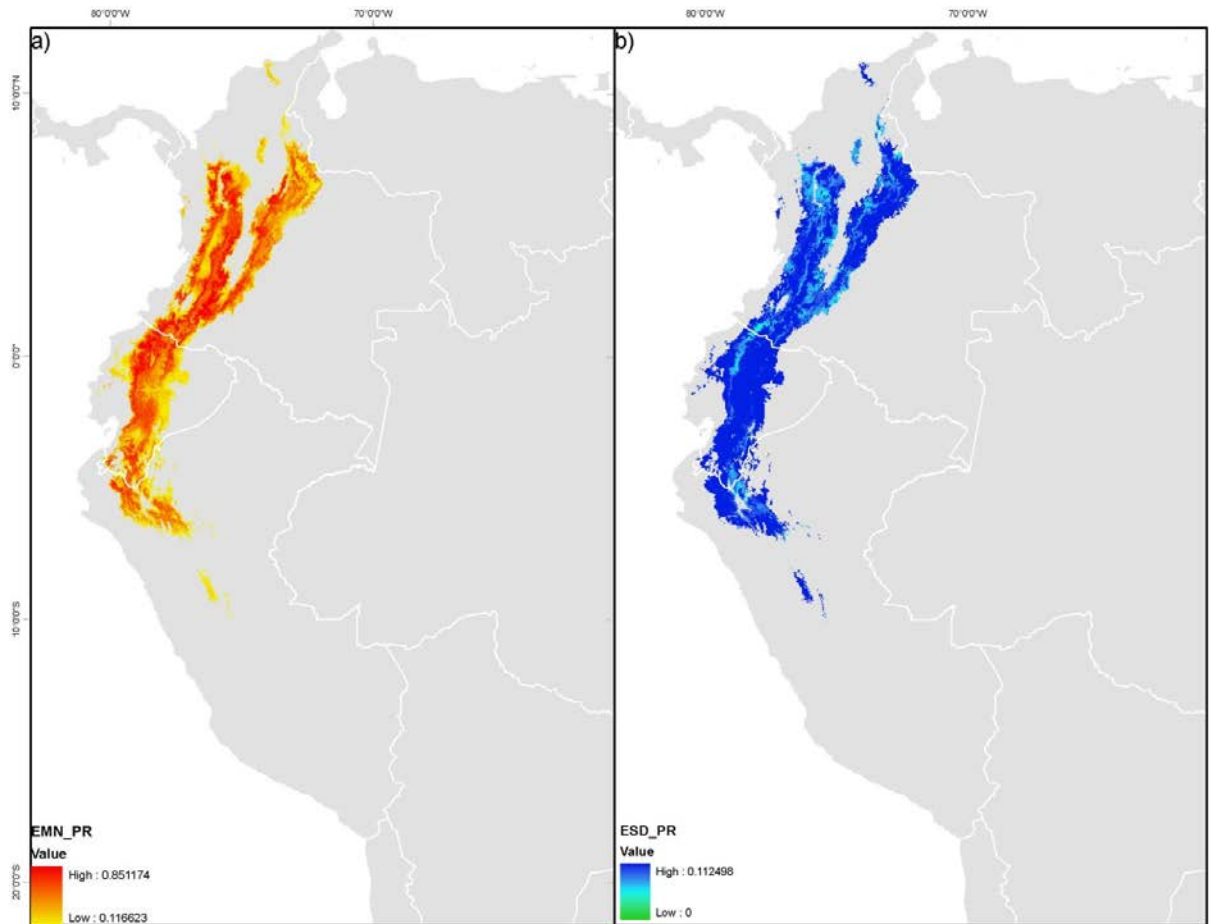 80°0'0"W 70°0'0"W 80°0'0"W 70°0'0"W
a)
b)
10°0'0"N
0°0'0"
10°0'0"S
20°0'0"S
EMN_PR
Value
High : 0.851174
Low : 0.116623
ESD_PR
Value
High : 0.112498
Low : 0